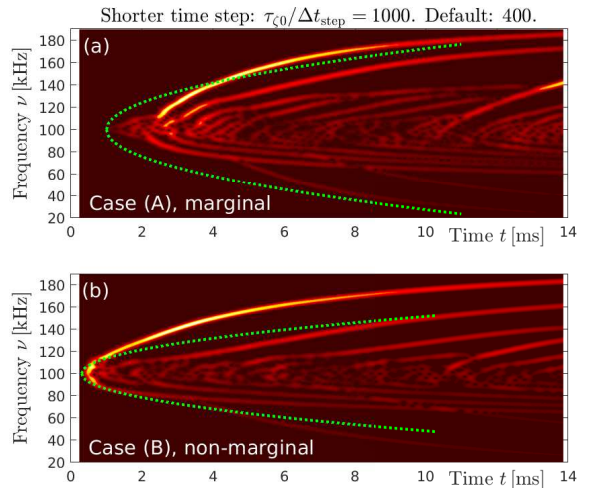 Shorter time step: τζ0/Δtstep = 1000. Default: 400.
(a)
Frequency ν [kHz]
180
160
140
120
100
80
60
40
20
Case (A), marginal
0 2 4 6 8 10 12 14
Time t [ms]
(b)
Frequency ν [kHz]
180
160
140
120
100
80
60
40
20
Case (B), non-marginal
0 2 4 6 8 10 12 14
Time t [ms]